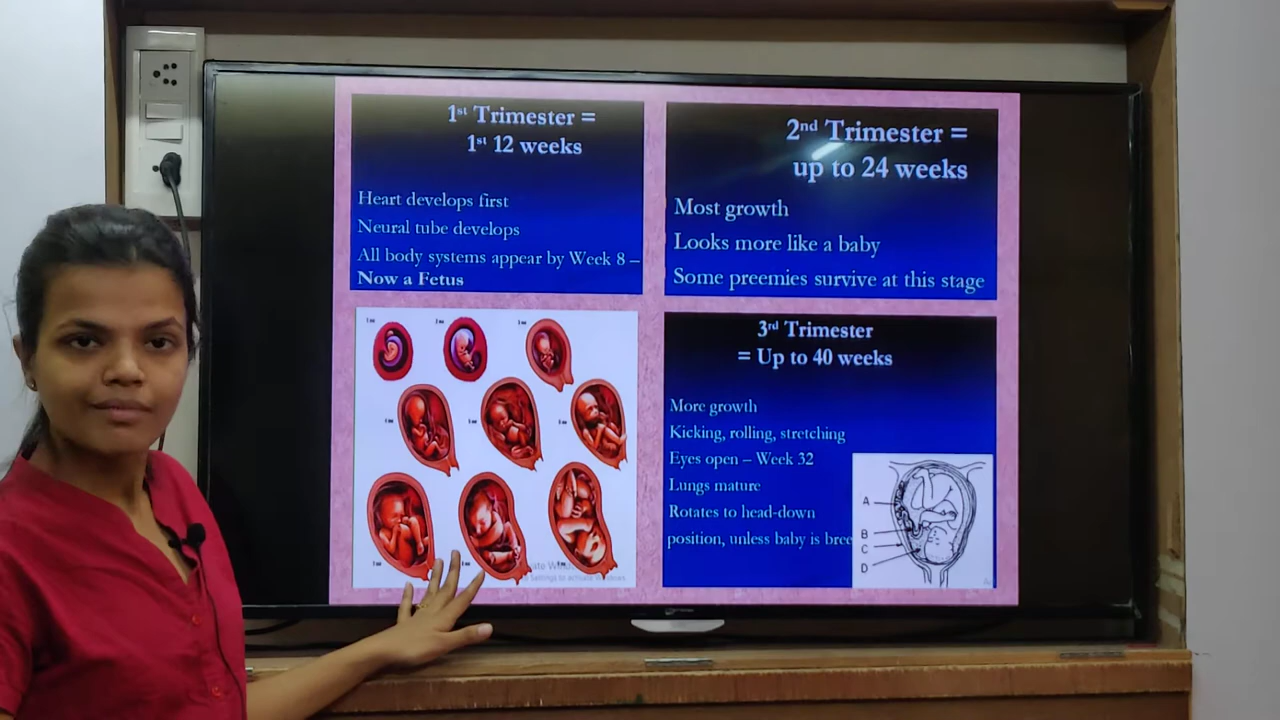 1st Trimester =
1st 12 weeks
Heart develops first
Neural tube develops
All body systems appear by Week 8 –
Now a Fetus
2nd Trimester =
up to 24 weeks
Most growth
Looks more like a baby
Some preemies survive at this stage
3rd Trimester
= Up to 40 weeks
More growth
Kicking, rolling, stretching
Eyes open – Week 32
Lungs mature
Rotates to head-down
position, unless baby is bree
A
B
C
D